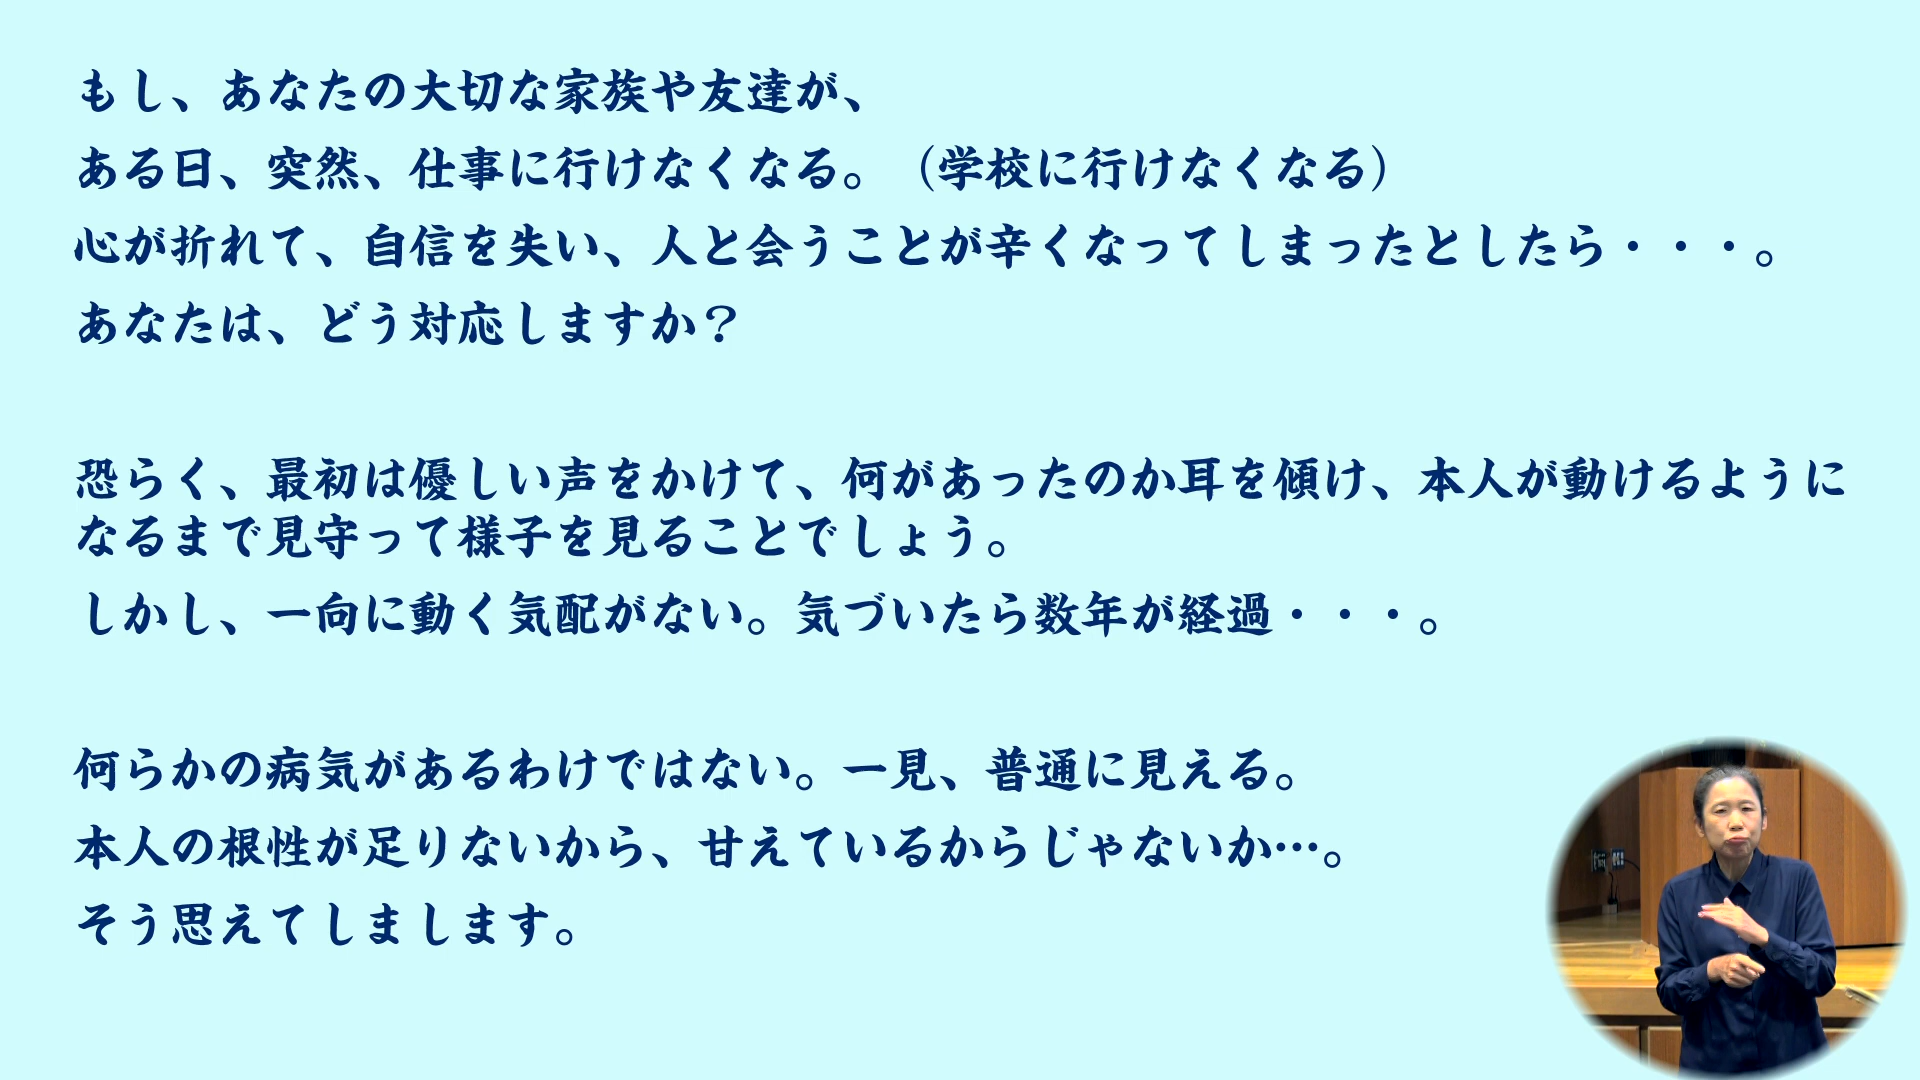 もし、あなたの大切な家族や友達が、
ある日、突然、仕事に行けなくなる。（学校に行けなくなる）
心が折れて、自信を失い、人と会うことが辛くなってしまったとしたら・・・。
あなたは、どう対応しますか？
恐らく、最初は優しい声をかけて、何があったのか耳を傾け、本人が動けるように
なるまで見守って様子を見ることでしょう。
しかし、一向に動く気配がない。気づいたら数年が経過・・・。
何らかの病気があるわけではない。一見、普通に見える。
本人の根性が足りないから、甘えているからじゃないか…。
そう思えてしまします。